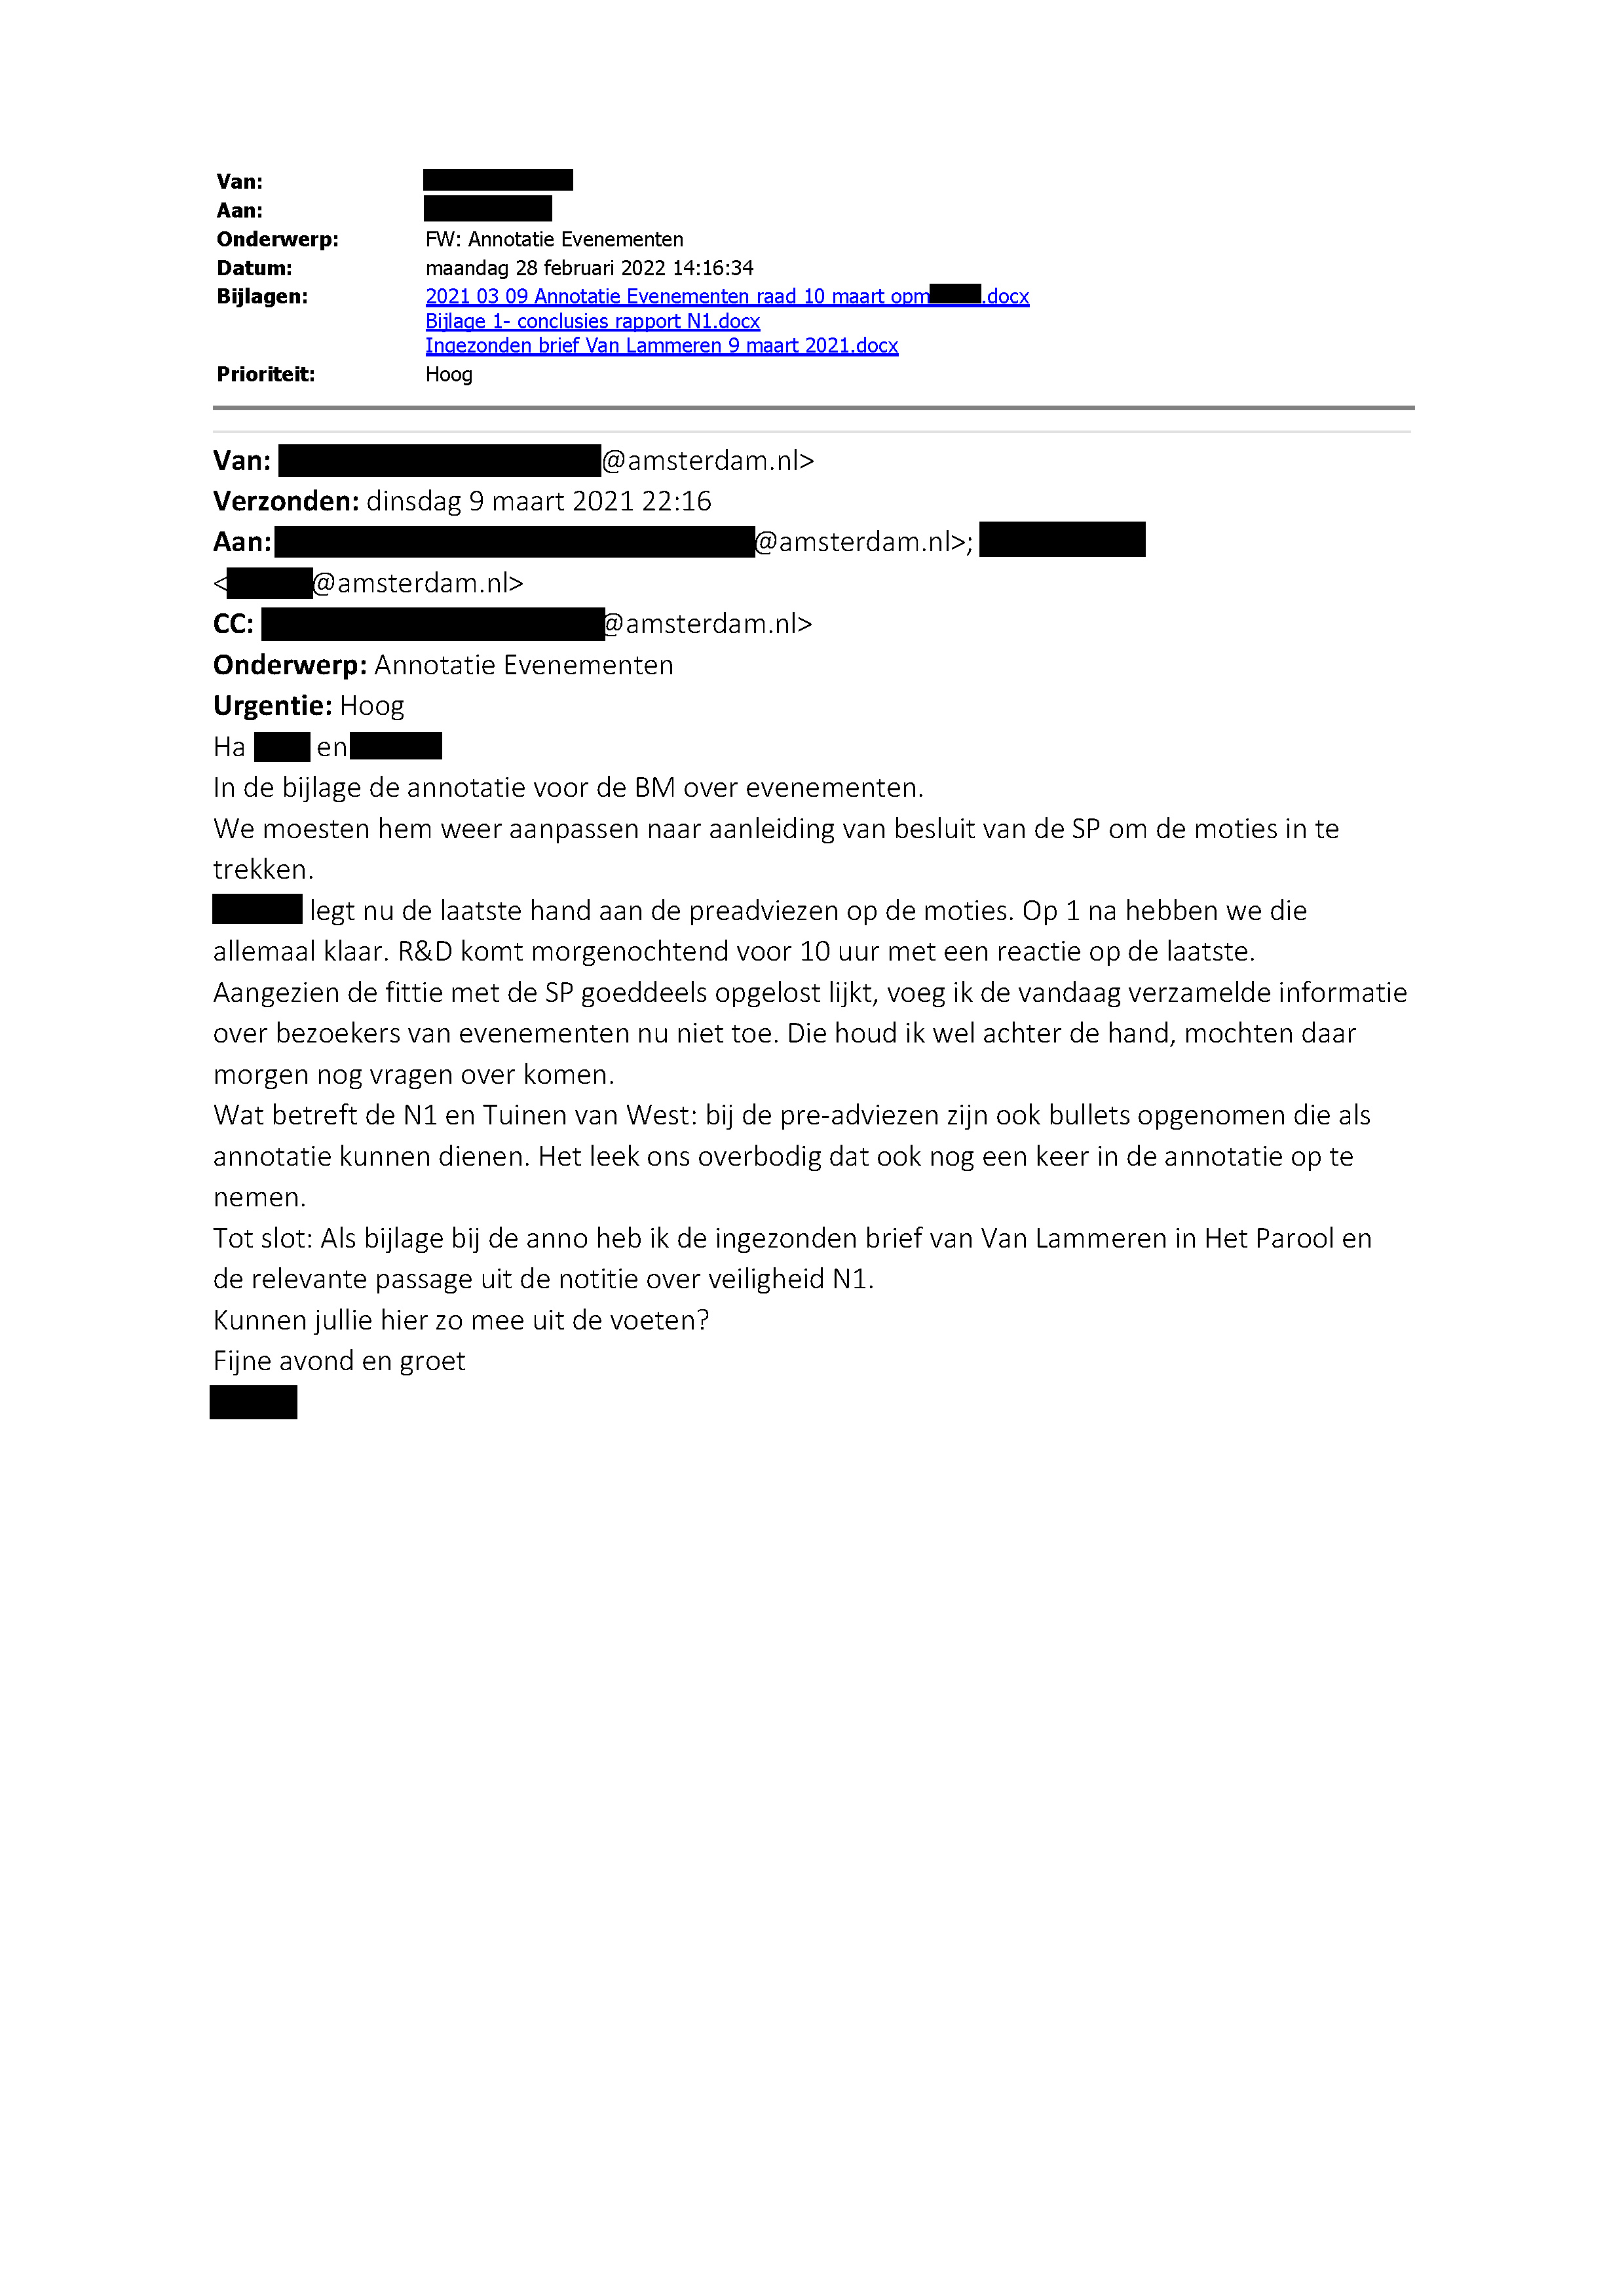 Van:
Aan:
Onderwerp: FW: Annotatie Evenementen
Datum: maandag 28 februari 2022 14:16:34
Bijlagen: 2021 03 09 Annotatie Evenementen raad 10 maart opm .docx
Bijlage 1- conclusies rapport N1.docx
Ingezonden brief Van Lammeren 9 maart 2021.docx
Prioriteit: Hoog
Van: @amsterdam.nl>
Verzonden: dinsdag 9 maart 2021 22:16
Aan: @amsterdam.nl>;
< @amsterdam.nl>
CC: @amsterdam.nl>
Onderwerp: Annotatie Evenementen
Urgentie: Hoog
Ha en
In de bijlage de annotatie voor de BM over evenementen.
We moesten hem weer aanpassen naar aanleiding van besluit van de SP om de moties in te
trekken.
legt nu de laatste hand aan de preadviezen op de moties. Op 1 na hebben we die
allemaal klaar. R&D komt morgenochtend voor 10 uur met een reactie op de laatste.
Aangezien de fittie met de SP goeddeels opgelost lijkt, voeg ik de vandaag verzamelde informatie
over bezoekers van evenementen nu niet toe. Die houd ik wel achter de hand, mochten daar
morgen nog vragen over komen.
Wat betreft de N1 en Tuinen van West: bij de pre-adviezen zijn ook bullets opgenomen die als
annotatie kunnen dienen. Het leek ons overbodig dat ook nog een keer in de annotatie op te
nemen.
Tot slot: Als bijlage bij de anno heb ik de ingezonden brief van Van Lammeren in Het Parool en
de relevante passage uit de notitie over veiligheid N1.
Kunnen jullie hier zo mee uit de voeten?
Fijne avond en groet